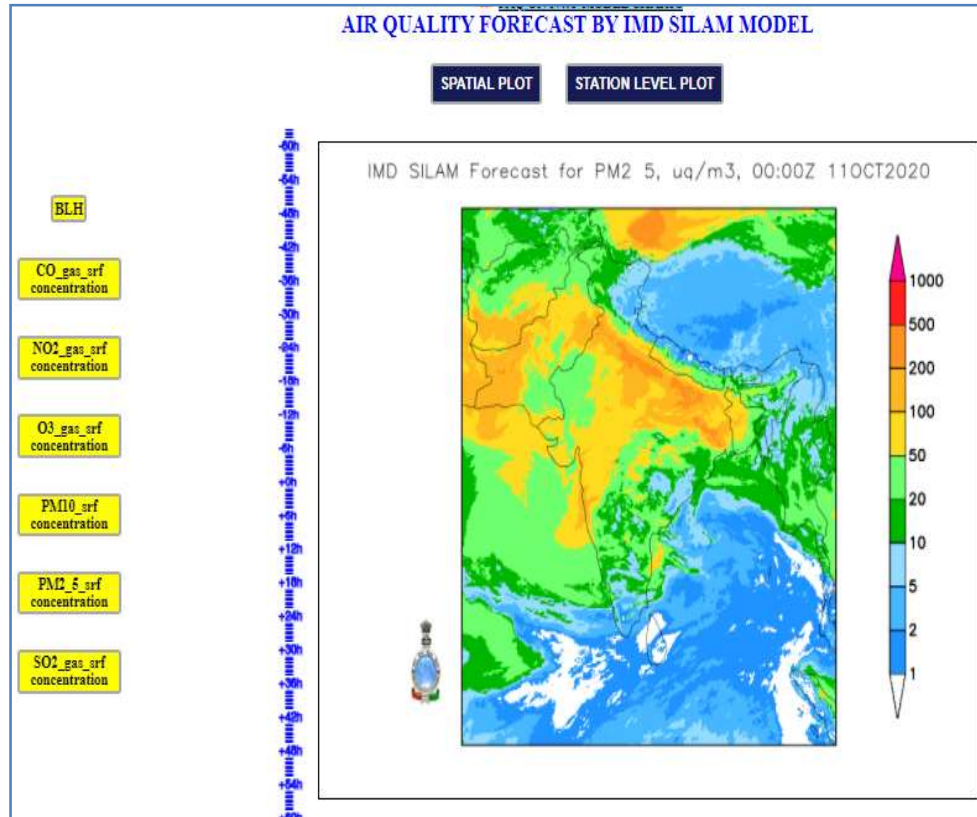 AIR QUALITY FORECAST BY IMD SILAM MODEL
SPATIAL PLOT
STATION LEVEL PLOT
BLH
CO_gas_srf
concentration
NO2_gas_srf
concentration
O3_gas_srf
concentration
PM10_srf
concentration
PM2_5_srf
concentration
SO2_gas_srf
concentration
-60h
-54h
-48h
-42h
-36h
-30h
-24h
-18h
-12h
-6h
+0h
+6h
+12h
+18h
+24h
+30h
+36h
+42h
+48h
+54h
IMD SILAM Forecast for PM2 5, ug/m3, 00:00Z 11OCT2020
1000
500
200
100
50
20
10
5
2
1